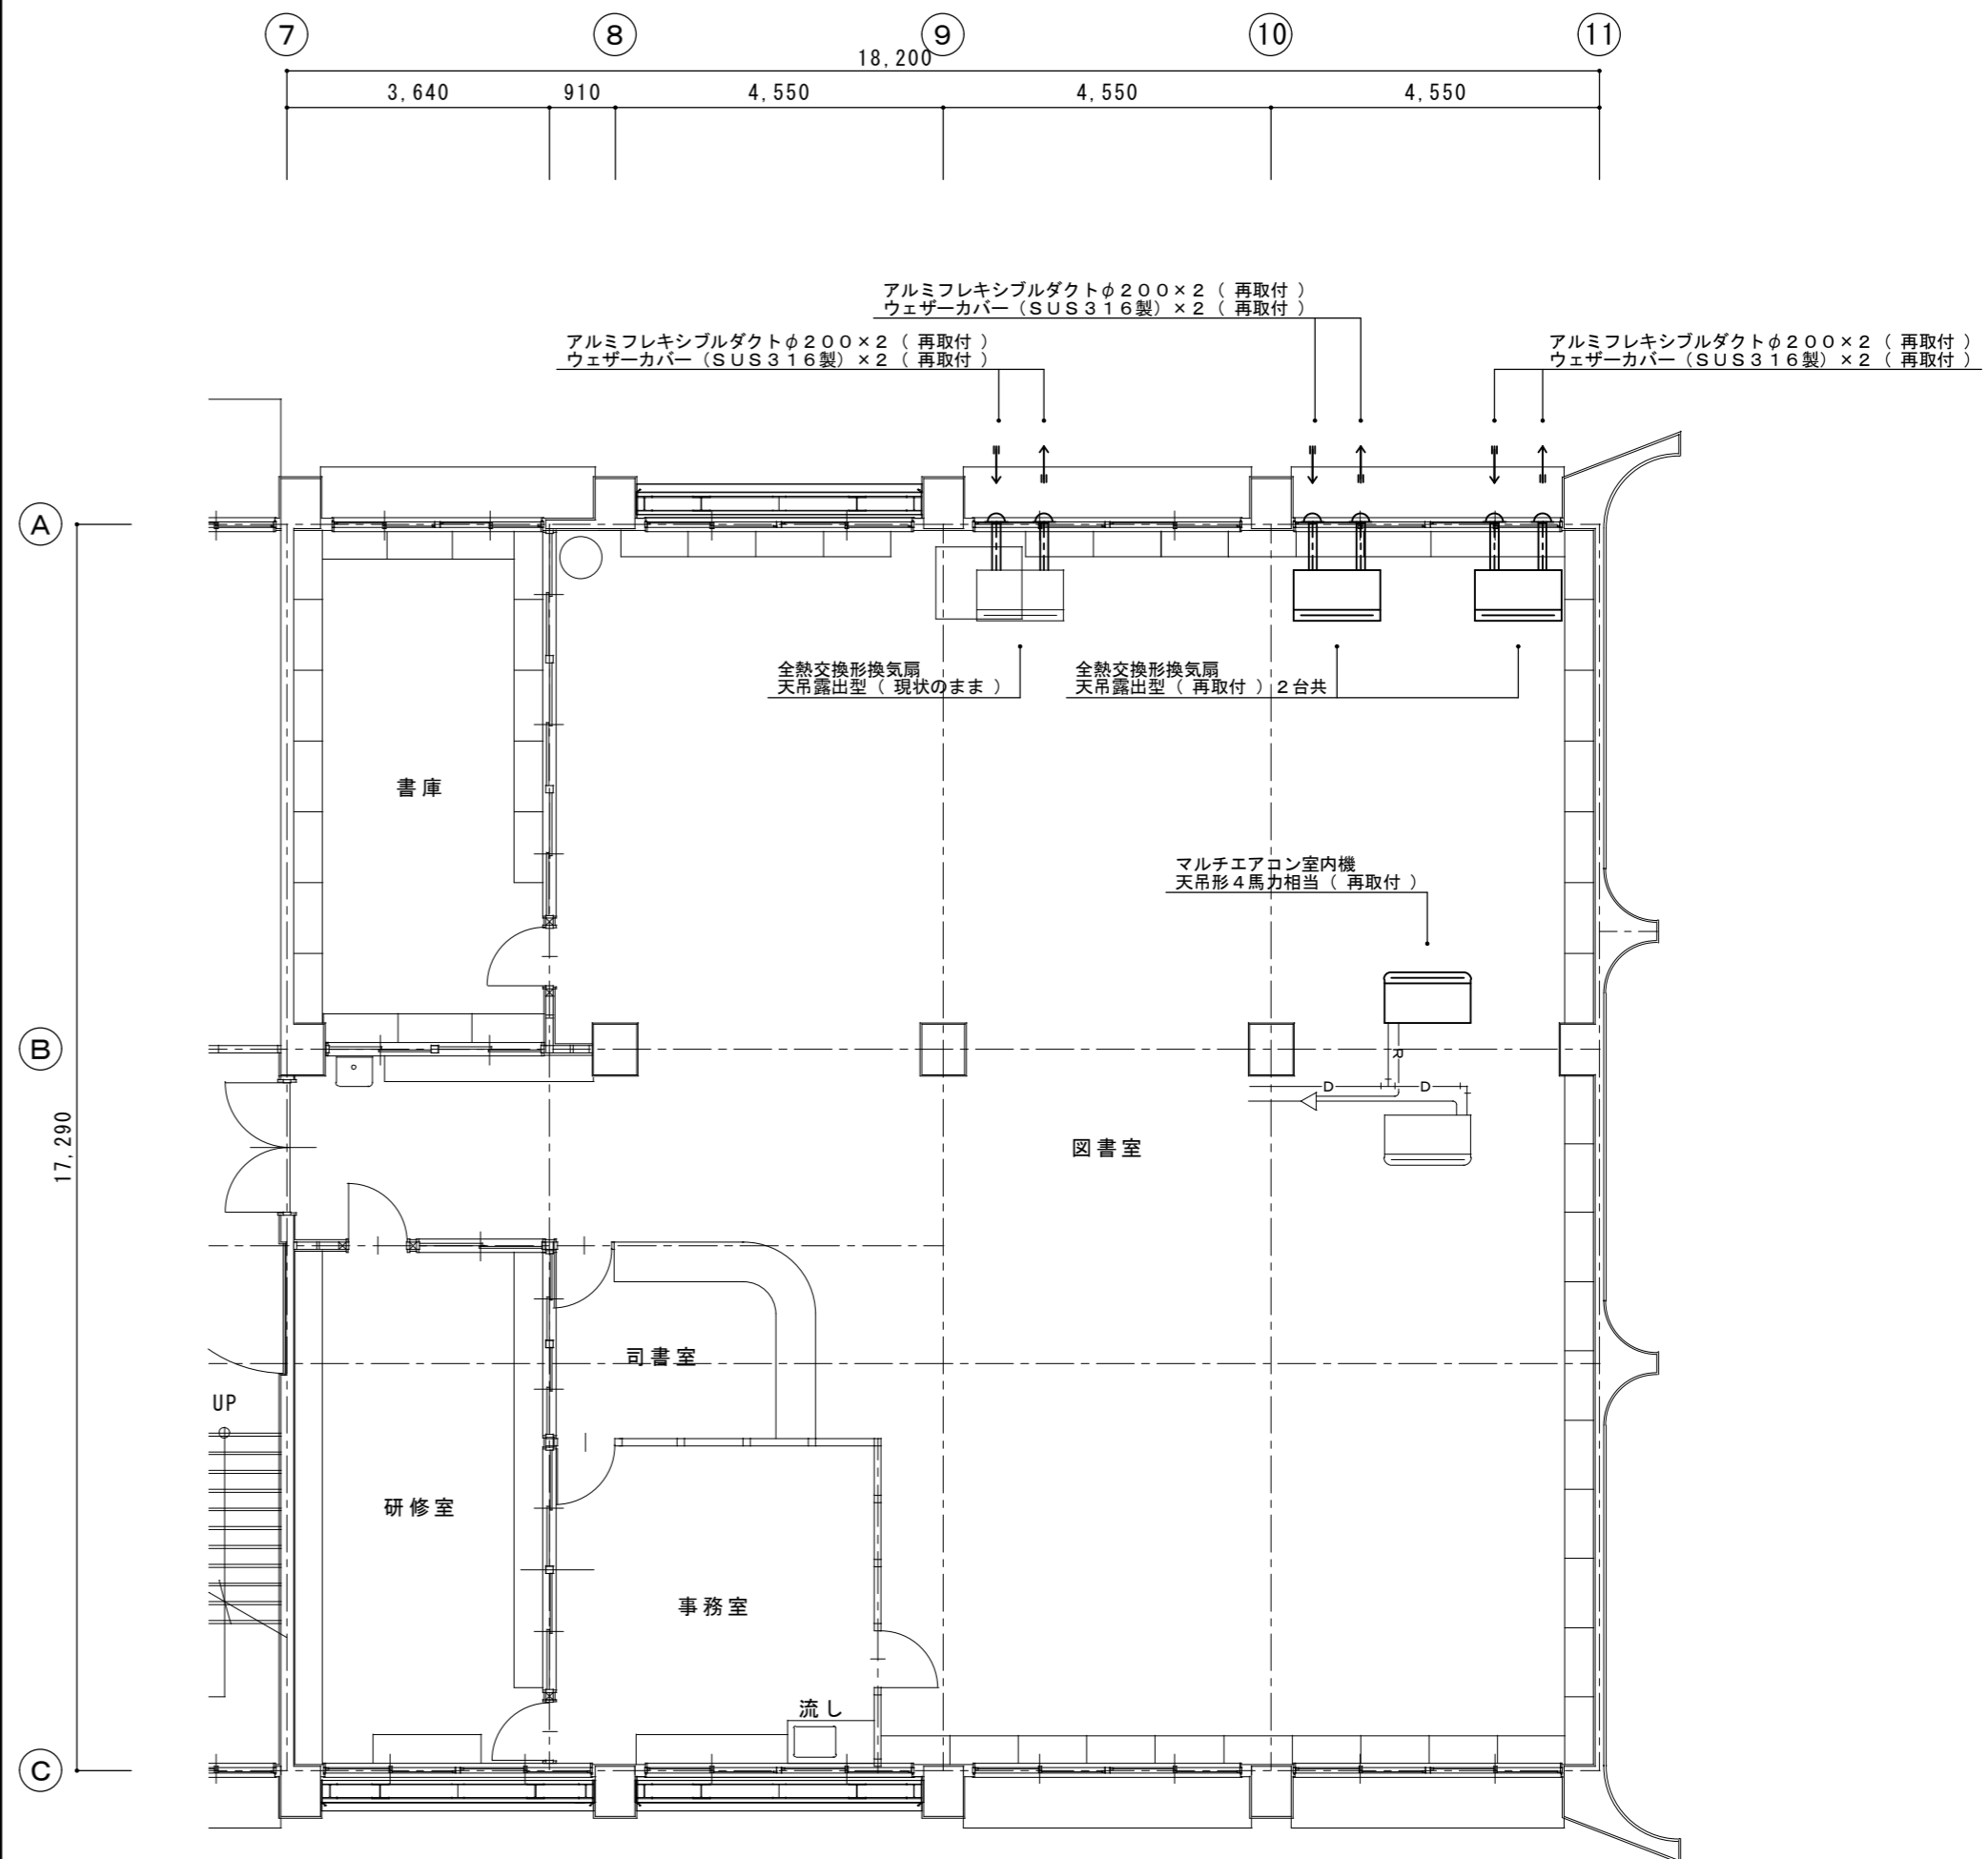 7 8 9 10 11
18,200
3,640 910 4,550 4,550 4,550
アルミフレキシブルダクトφ200×2(再取付)
ウェザーカバー(SUS316製)×2(再取付)
アルミフレキシブルダクトφ200×2(再取付)
ウェザーカバー(SUS316製)×2(再取付)
アルミフレキシブルダクトφ200×2(再取付)
ウェザーカバー(SUS316製)×2(再取付)
A
全熱交換形換気扇
天吊露出型(現状のまま)
全熱交換形換気扇
天吊露出型(再取付)2台共
書庫
マルチエアコン室内機
天吊形4馬力相当(再取付)
B
R
D D
17,290
図書室
司書室
UP
研修室
事務室
流し
C